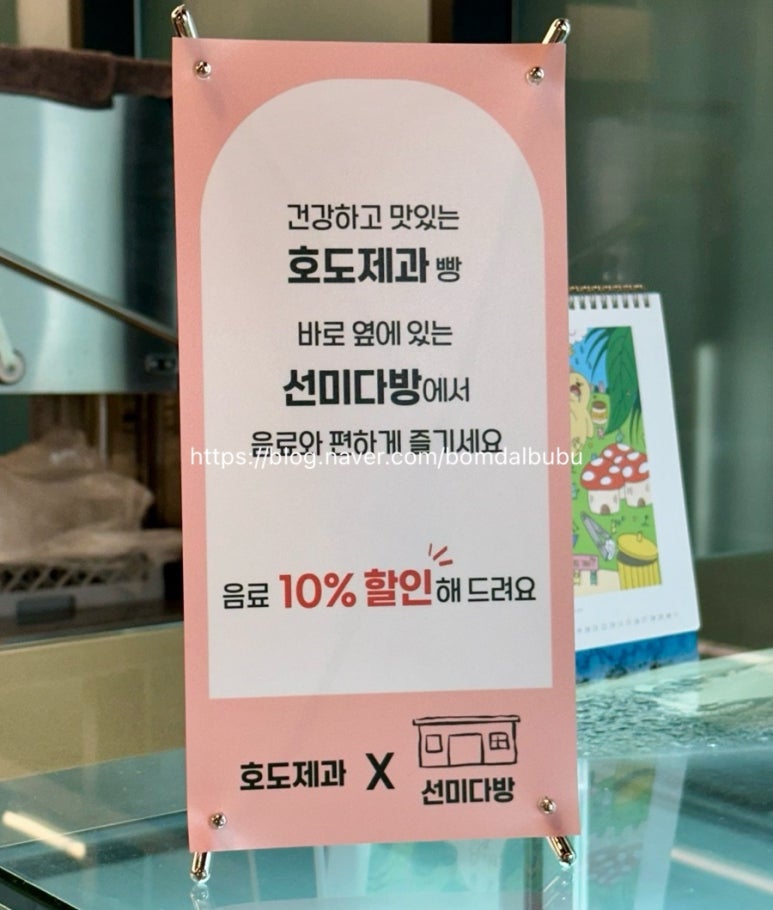 건강하고 맛있는
호도제과 빵
바로 옆에 있는
선미다방에서
음료와 편하게 즐기세요
https://blog.naver.com/bomdalbubu
음료 10% 할인해 드려요
호도제과 X 선미다방